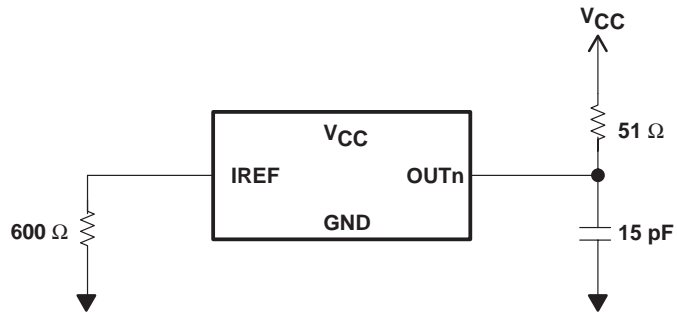 VCC
51 Ω
VCC
IREF
OUTn
600 Ω
GND
15 pF